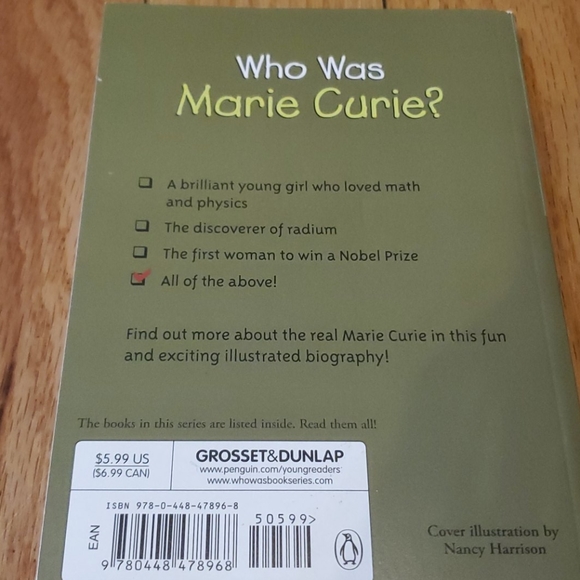 Who Was
Marie Curie?
A brilliant young girl who loved math
and physics
The discoverer of radium
The first woman to win a Nobel Prize
All of the above!
Find out more about the real Marie Curie in this fun
and exciting illustrated biography!
The books in this series are listed inside. Read them all!
$5.99 US
($6.99 CAN)
GROSSET&DUNLAP
www.penguin.com/youngreaders
www.whowasbookseries.com
ISBN 978-0-448-47896-8
50599>
EAN
9 780448 478968
Cover illustration by
Nancy Harrison